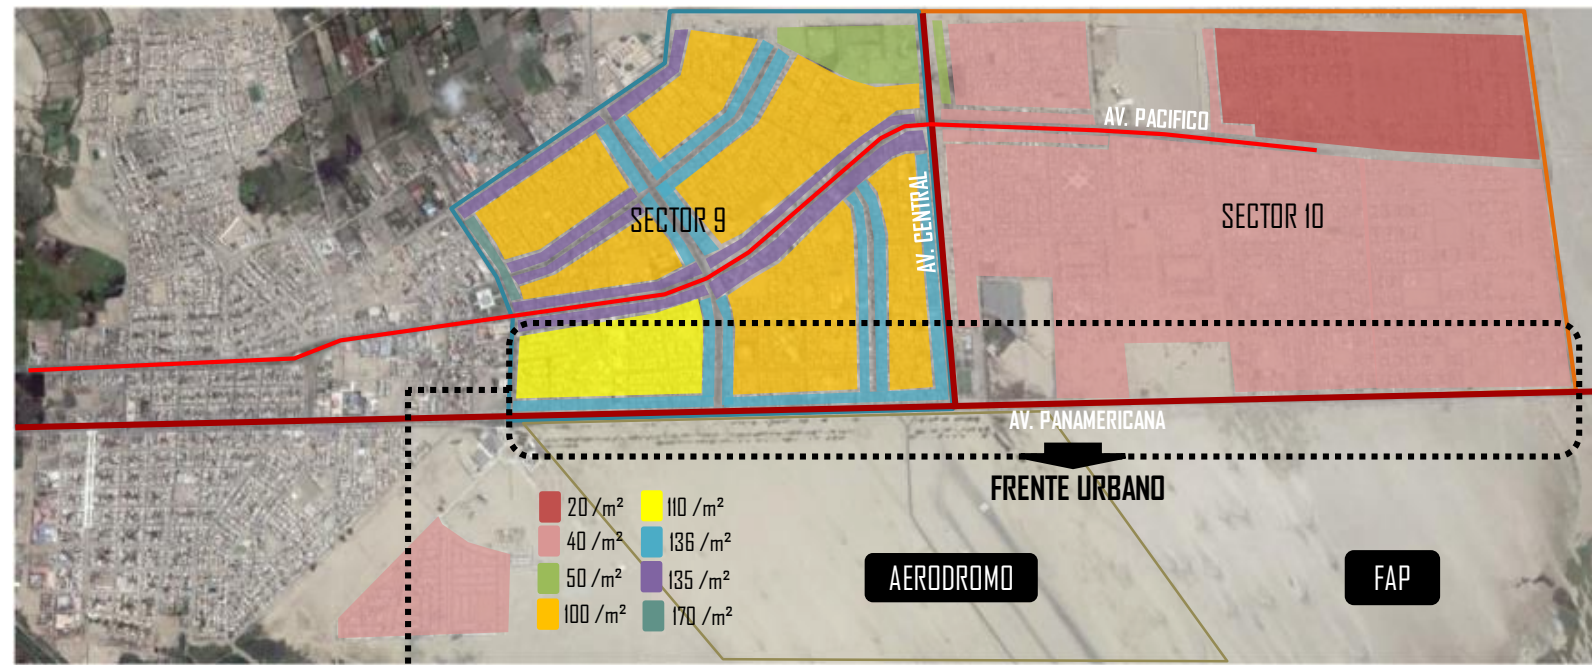 AV. PACIFICO
SECTOR 9
AV. CENTRAL
SECTOR 10
AV. PANAMERICANA
FRENTE URBANO
20 /m²
110 /m²
40 /m²
136 /m²
50 /m²
135 /m²
100 /m²
170 /m²
AERODROMO
FAP